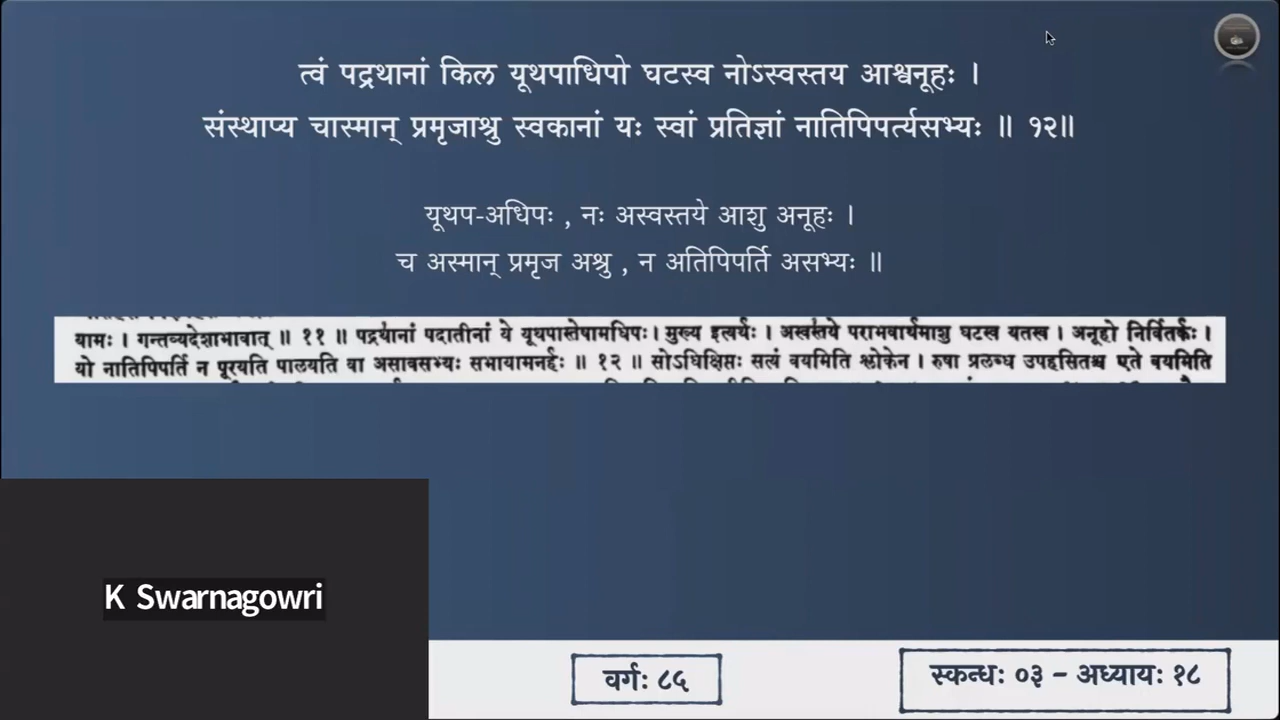 त्वं पद्रथानां किल यूथपाधिपो घटस्व नोऽस्वस्तय आश्वनूहः ।
संस्थाप्य चास्मान् प्रमृजाश्रु स्वकानां यः स्वां प्रतिज्ञां नातिपिपर्त्यसभ्यः ॥ १२॥
यूथप-अधिपः , नः अस्वस्तये आशु अनूहः ।
च अस्मान् प्रमृज अश्रु , न अतिपिपर्ति असभ्यः ॥
यामः । गन्तव्यदेशाभावात् ॥ ११ ॥ पद्रथानां पदातीनां ये यूथपास्तेषामधिपः । मुख्य इत्यर्थः । अस्वस्तये पराभवार्थमाशु घटस्व यतस्व । अनूहो निर्वितर्कः ।
यो नातिपिपर्ति न पूरयति पालयति वा असावसभ्यः सभायामनर्हः ॥ १२ ॥ सोऽधिक्षिप्तः सत्यं वयमिति श्लोकेन । रुषा प्रलब्ध उपहसितश्च एते वयमिति
K Swarnagowri
वर्गः ८५
स्कन्धः ०३ – अध्यायः १८